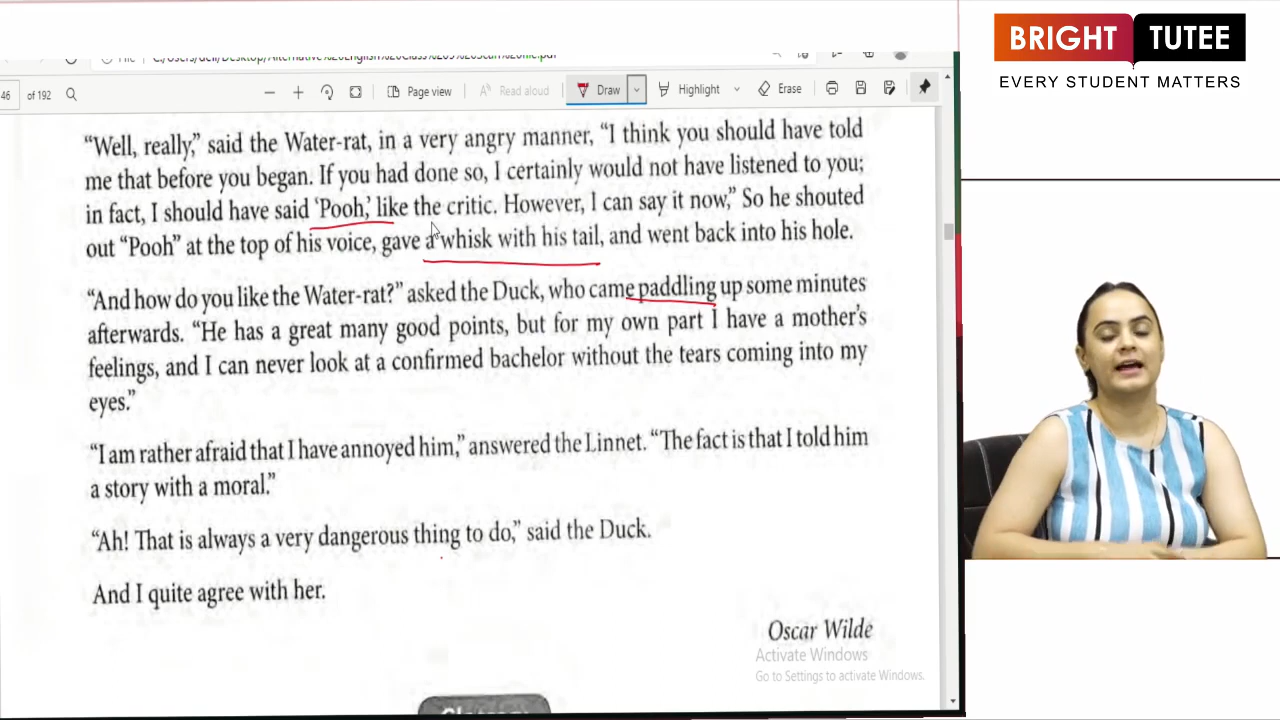 BRIGHT TUTEE
EVERY STUDENT MATTERS
46 of 192
Page view
Read aloud
Draw
Highlight
Erase
“Well, really,” said the Water-rat, in a very angry manner, “I think you should have told
me that before you began. If you had done so, I certainly would not have listened to you;
in fact, I should have said ‘Pooh,’ like the critic. However, I can say it now,” So he shouted
out “Pooh” at the top of his voice, gave a whisk with his tail, and went back into his hole.
“And how do you like the Water-rat?” asked the Duck, who came paddling up some minutes
afterwards. “He has a great many good points, but for my own part I have a mother’s
feelings, and I can never look at a confirmed bachelor without the tears coming into my
eyes.”
“I am rather afraid that I have annoyed him,” answered the Linnet. “The fact is that I told him
a story with a moral.”
“Ah! That is always a very dangerous thing to do,” said the Duck.
And I quite agree with her.
Oscar Wilde
Activate Windows
Go to Settings to activate Windows.